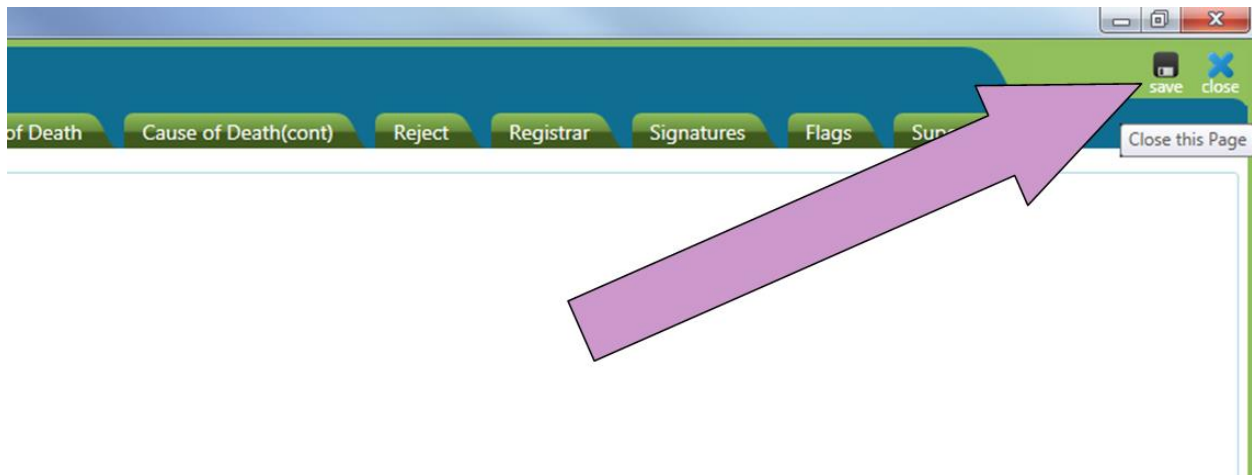 save close
of Death Cause of Death(cont) Reject Registrar Signatures Flags
Close this Page